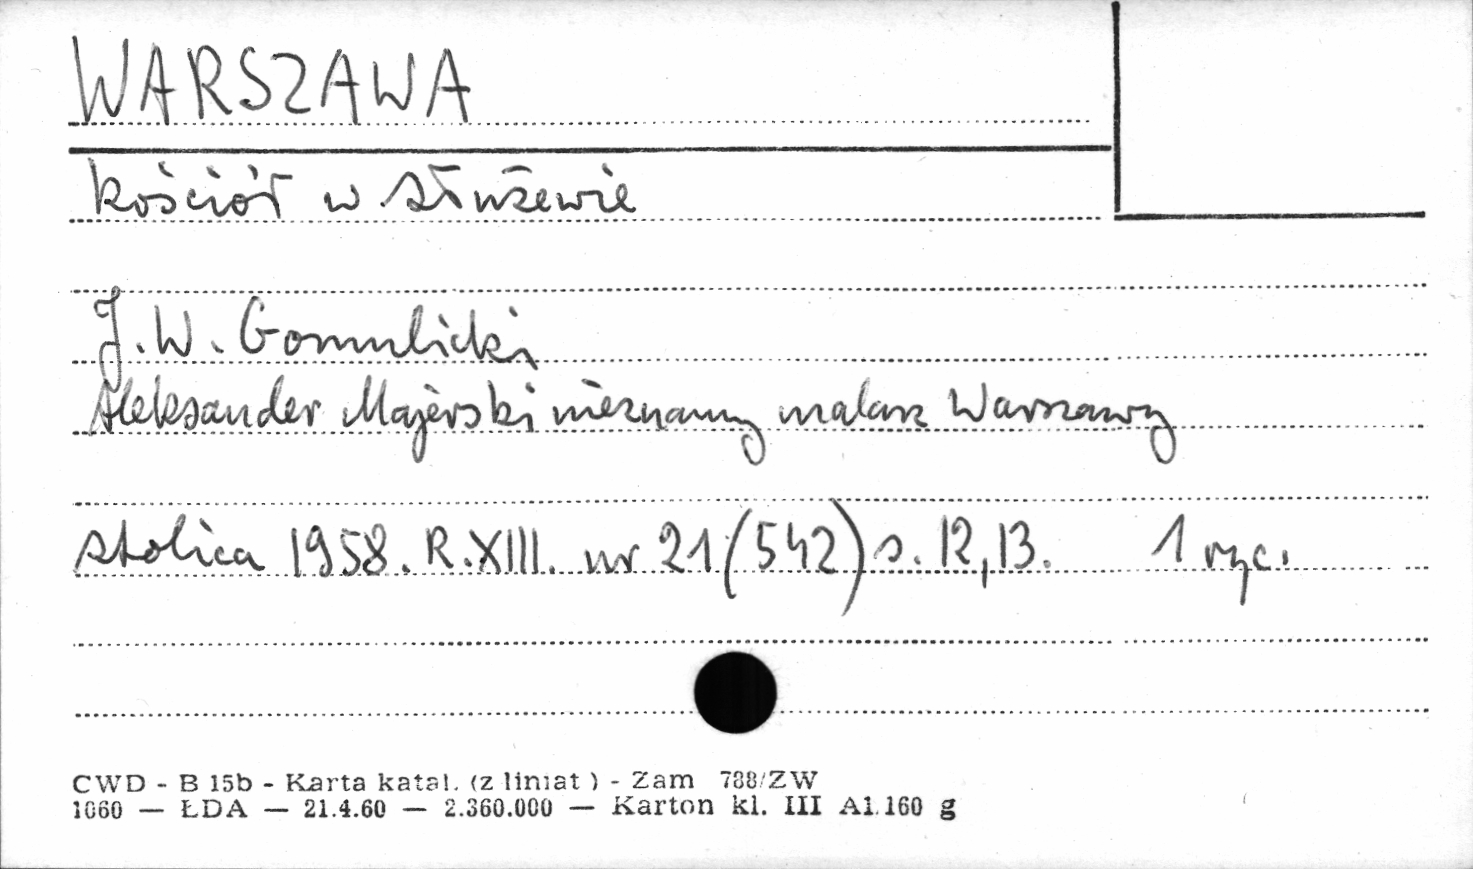 WARSZAWA
kościół w Służewie
J. W. Gomulicki
Aleksander Majerski nieznany malarz Warszawy
Stolica 1958. R. XIII. nr 21 (542) s. 12, 13. 1 ryc.
CWD - B 15b - Karta katal. (z liniat ) - Zam 788/ZW
1060 — ŁDA — 21.4.60 — 2.360.000 — Karton kl. III A1.160 g